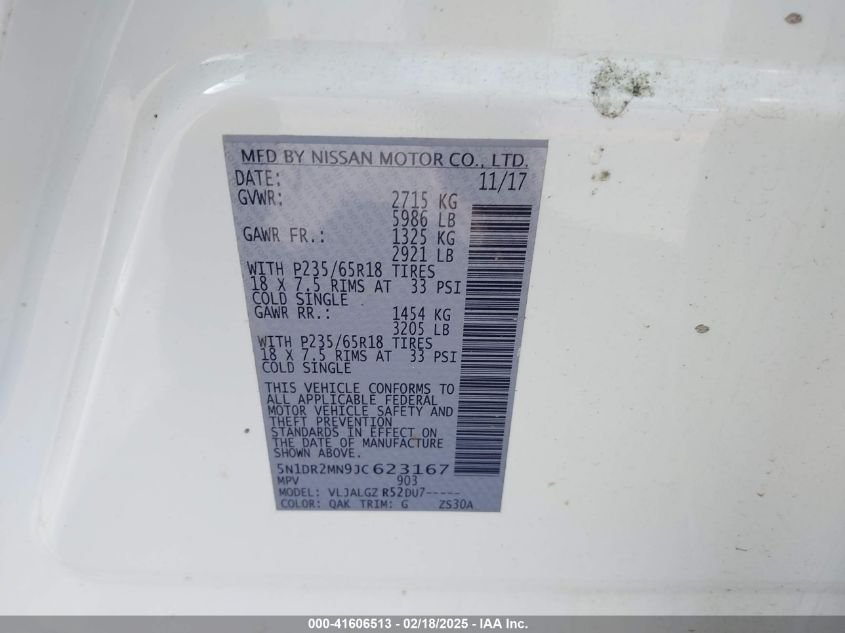 MFD BY NISSAN MOTOR CO., LTD.
DATE: 11/17
GVWR: 2715 KG
5986 LB
GAWR FR.: 1325 KG
2921 LB
WITH P235/65R18 TIRES
18 X 7.5 RIMS AT 33 PSI
COLD SINGLE
GAWR RR.: 1454 KG
3205 LB
WITH P235/65R18 TIRES
18 X 7.5 RIMS AT 33 PSI
COLD SINGLE
THIS VEHICLE CONFORMS TO
ALL APPLICABLE FEDERAL
MOTOR VEHICLE SAFETY AND
THEFT PREVENTION
STANDARDS IN EFFECT ON
THE DATE OF MANUFACTURE
SHOWN ABOVE.
5N1DR2MN9JC623167
MPV 903
MODEL: VLJALGZ R52DU7-----
COLOR: QAK TRIM: G ZS30A
000-41606513 - 02/18/2025 - © IAA Holdings, Inc.